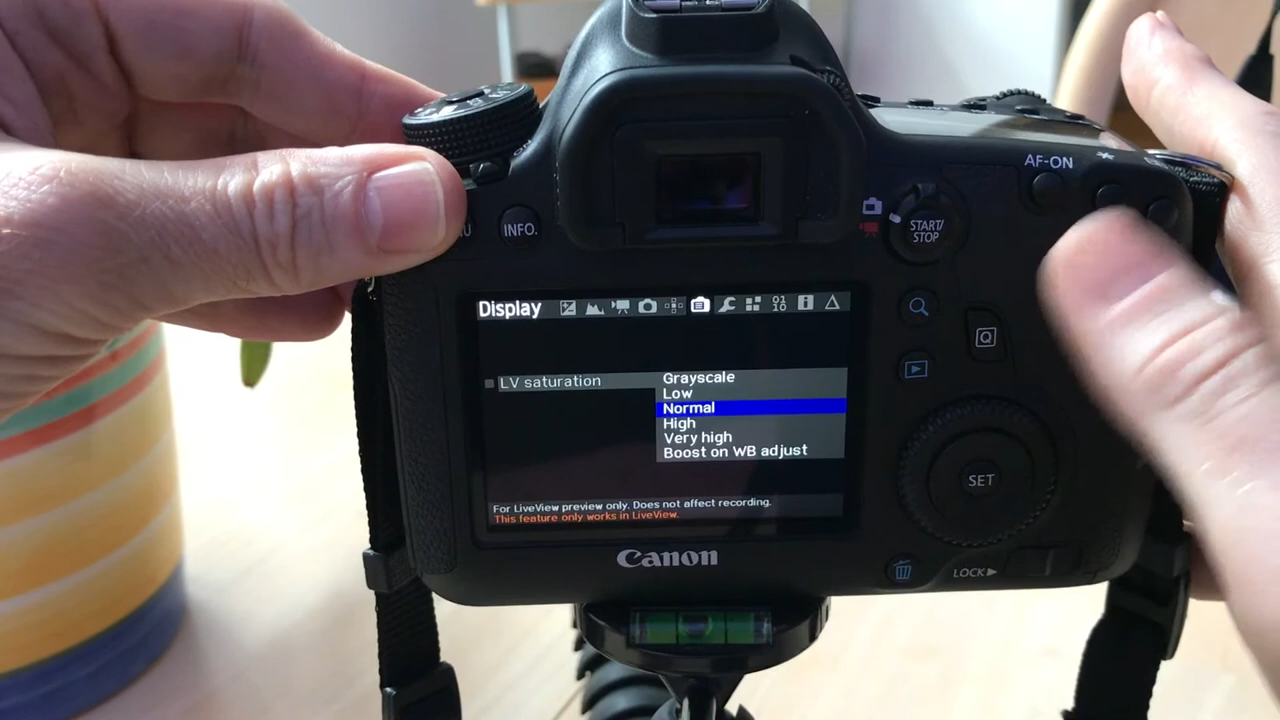 AF-ON
INFO.
START/
STOP
Display
Q
LV saturation
Grayscale
Low
Normal
High
Very high
Boost on WB adjust
SET
For LiveView preview only. Does not affect recording.
This feature only works in LiveView.
Canon
LOCK▶